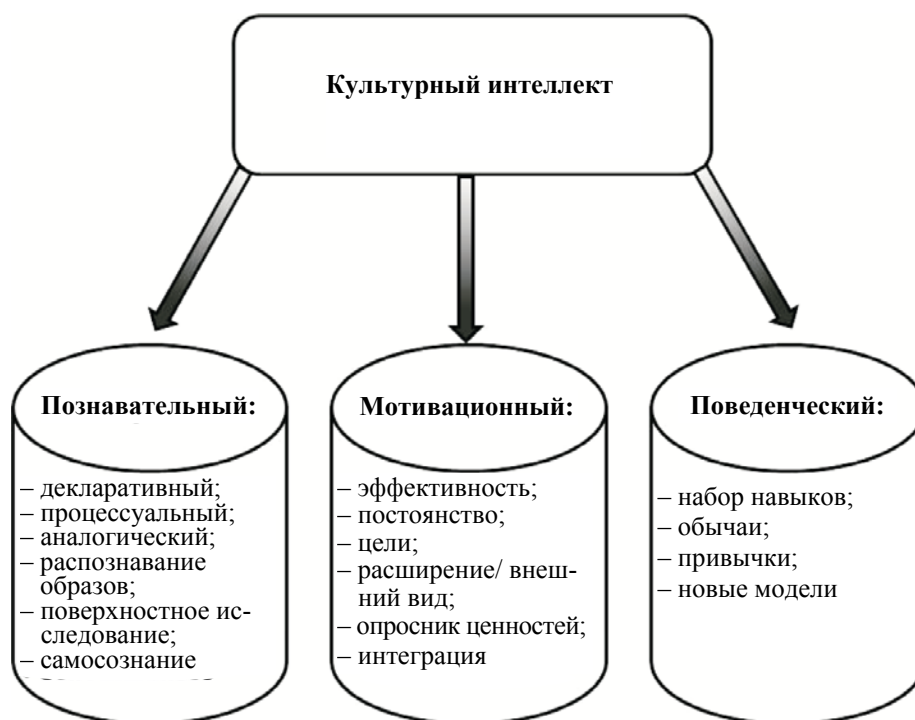 Культурный интеллект
Познавательный:
– декларативный;
– процессуальный;
– аналогический;
– распознавание
образов;
– поверхностное ис-
следование;
– самосознание
Мотивационный:
– эффективность;
– постоянство;
– цели;
– расширение/ внеш-
ний вид;
– опросник ценностей;
– интеграция
Поведенческий:
– набор навыков;
– обычаи;
– привычки;
– новые модели